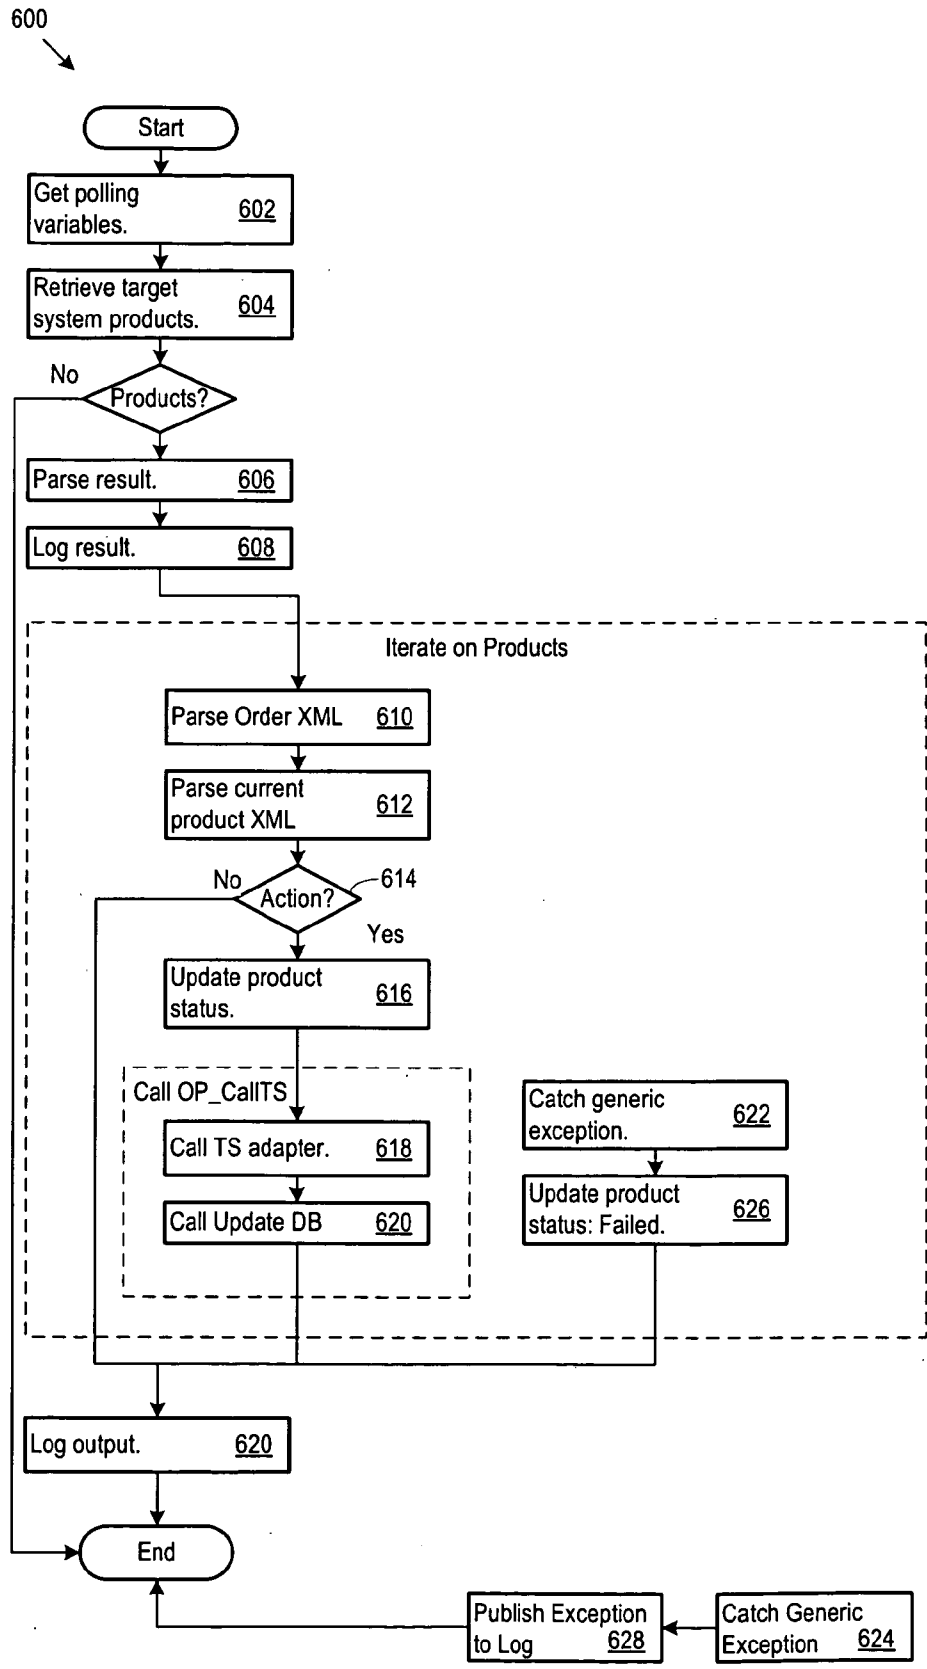 600
Start
Get polling
variables. 602
Retrieve target
system products. 604
No
Products?
Parse result. 606
Log result. 608
Iterate on Products
Parse Order XML 610
Parse current
product XML 612
No
Action? 614
Yes
Update product
status. 616
Call OP_CallTS
Call TS adapter. 618
Call Update DB 620
Catch generic
exception. 622
Update product
status: Failed. 626
Log output. 620
End
Publish Exception
to Log 628
Catch Generic
Exception 624